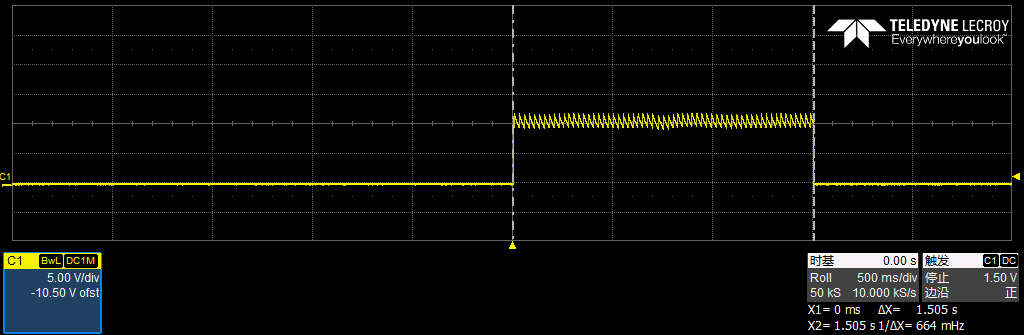 TELEDYNE LECROY
Everywhereyoulook™
C1
C1 BwL DC1M
5.00 V/div
-10.50 V ofst
时基 0.00 s
Roll 500 ms/div
50 kS 10.000 kS/s
触发 C1 DC
停止 1.50 V
边沿 正
X1= 0 ms ΔX= 1.505 s
X2= 1.505 s 1/ΔX= 664 mHz